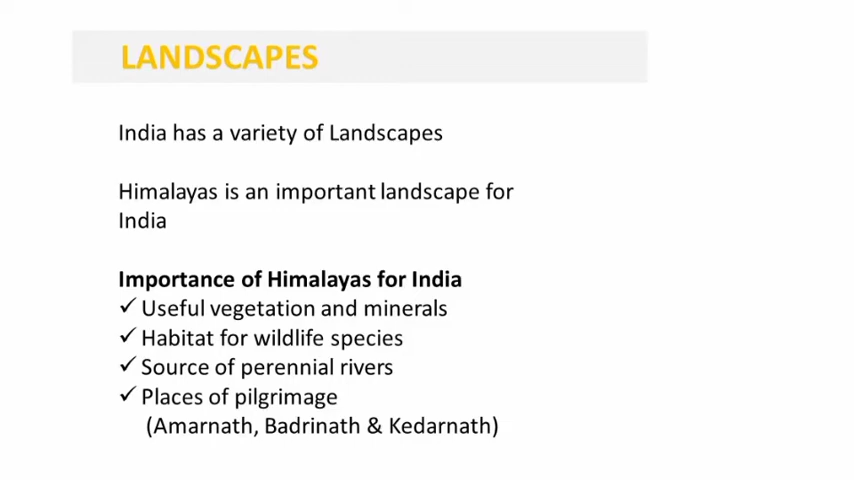 LANDSCAPES
India has a variety of Landscapes
Himalayas is an important landscape for
India
Importance of Himalayas for India
✓ Useful vegetation and minerals
✓ Habitat for wildlife species
✓ Source of perennial rivers
✓ Places of pilgrimage
(Amarnath, Badrinath & Kedarnath)